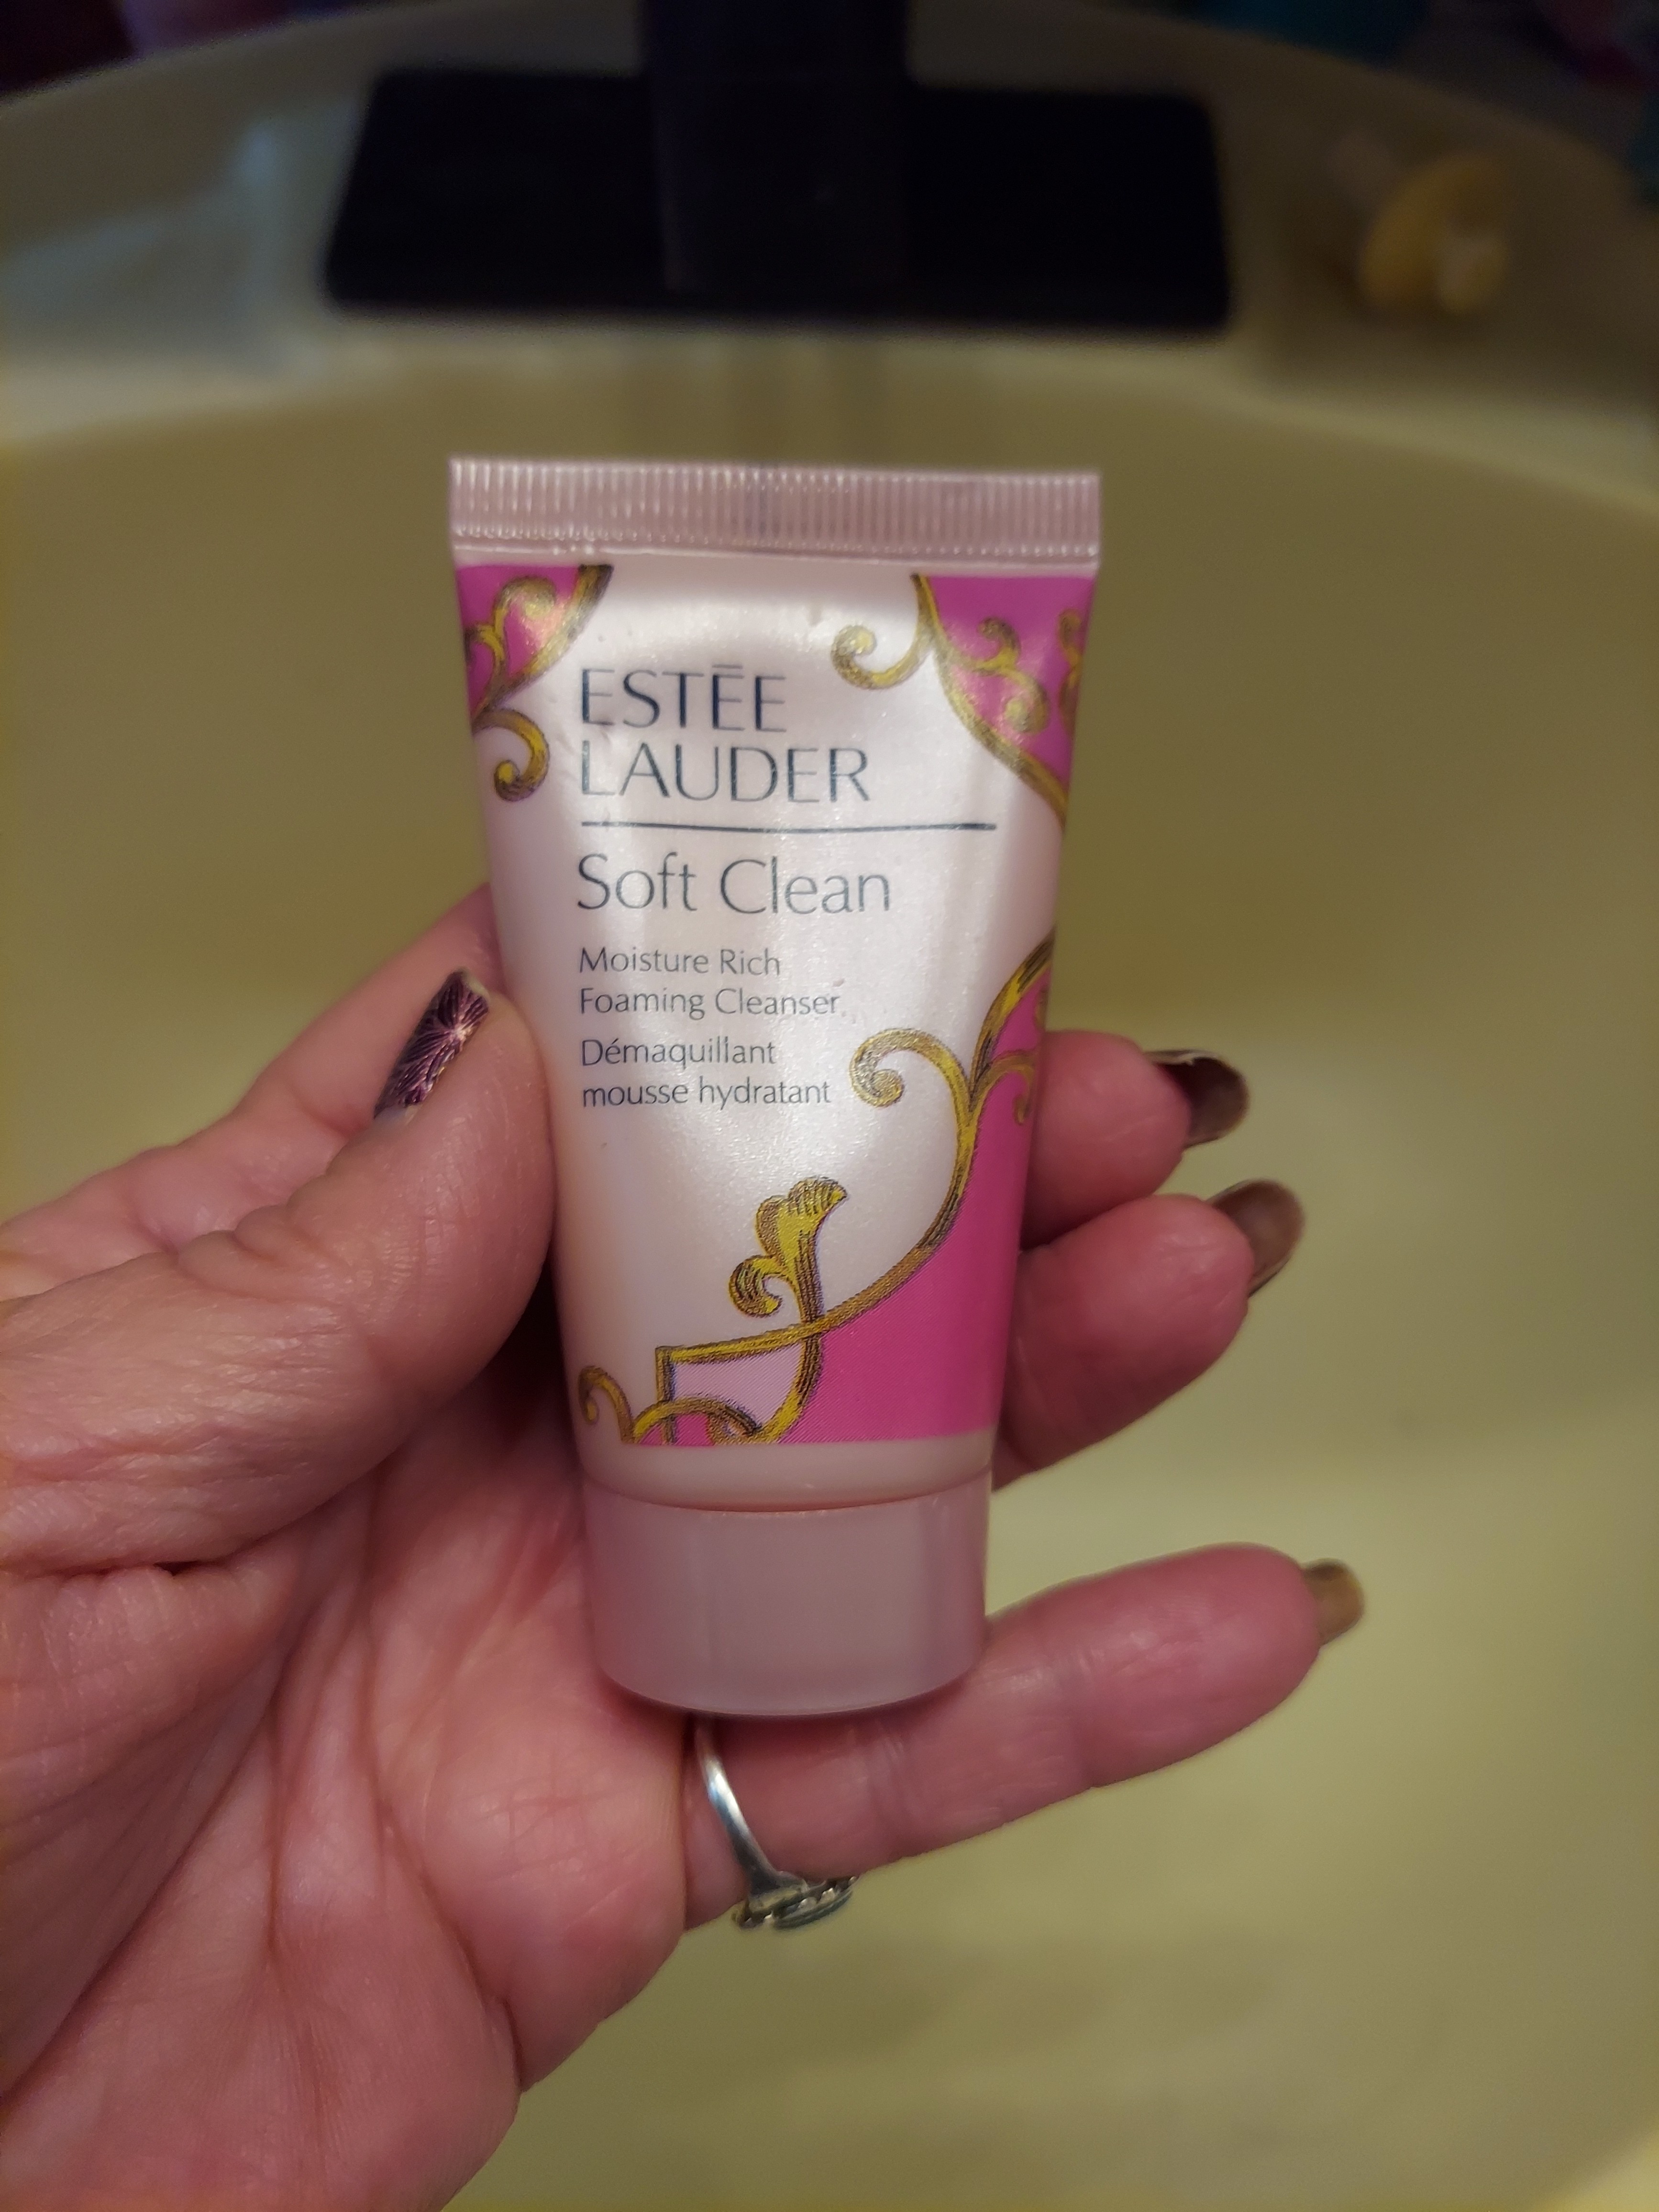 ESTĒE
LAUDER
Soft Clean
Moisture Rich
Foaming Cleanser
Démaquillant
mousse hydratant